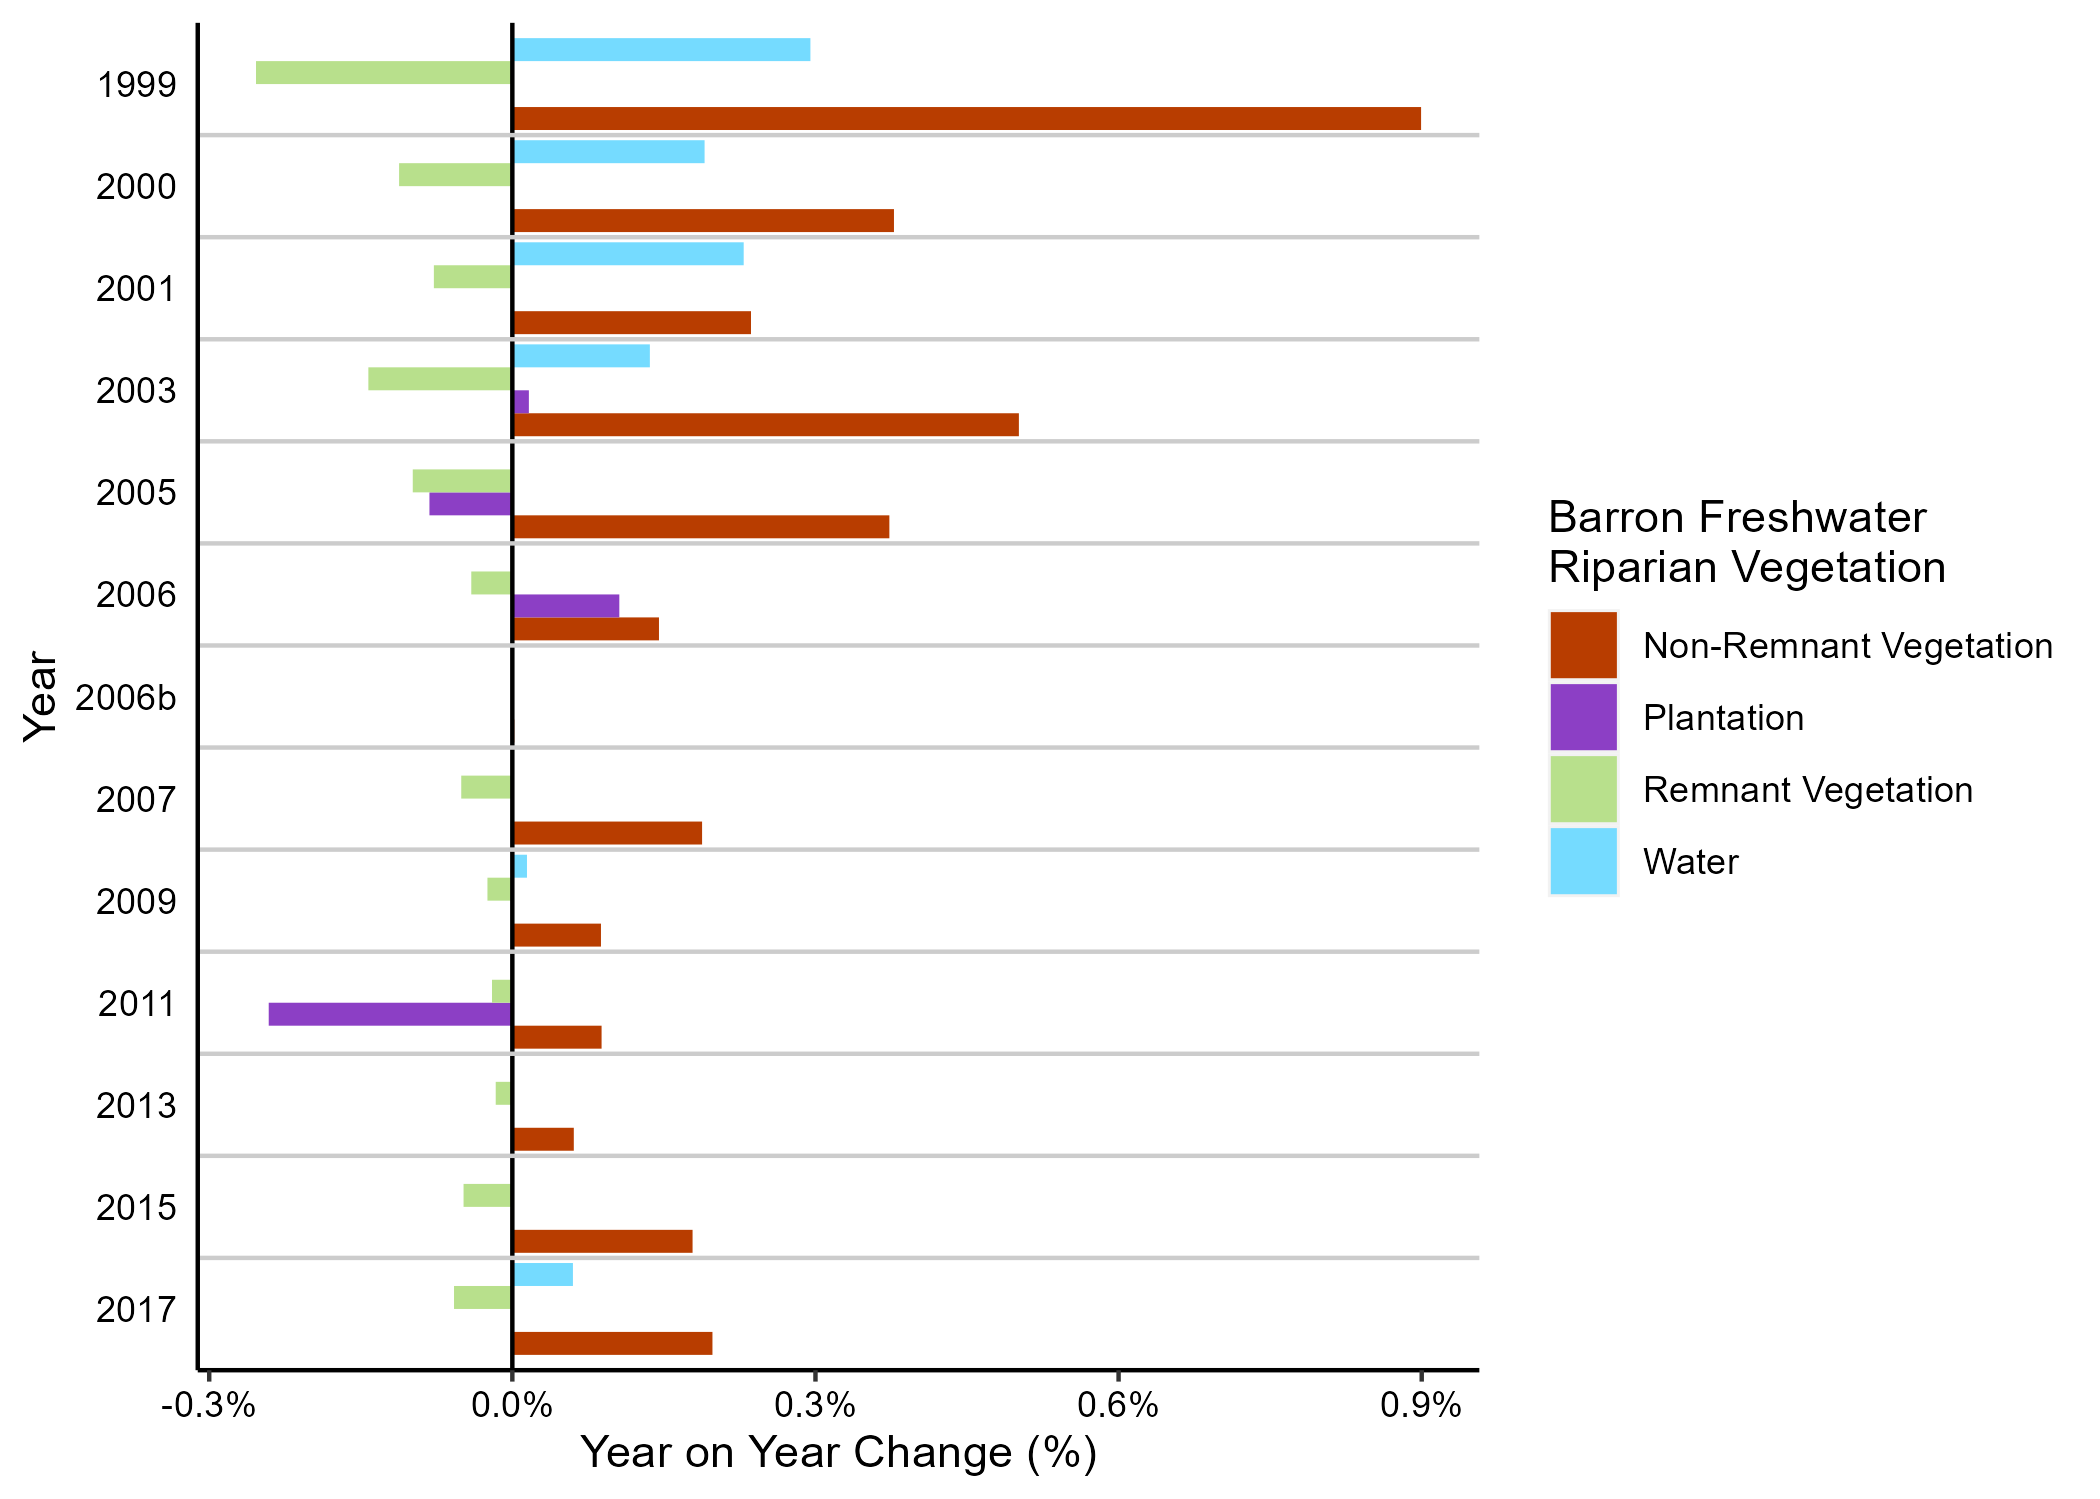 Year
1999
2000
2001
2003
2005
2006
2006b
2007
2009
2011
2013
2015
2017
-0.3%
0.0%
0.3%
0.6%
0.9%
Year on Year Change (%)
Barron Freshwater
Riparian Vegetation
Non-Remnant Vegetation
Plantation
Remnant Vegetation
Water